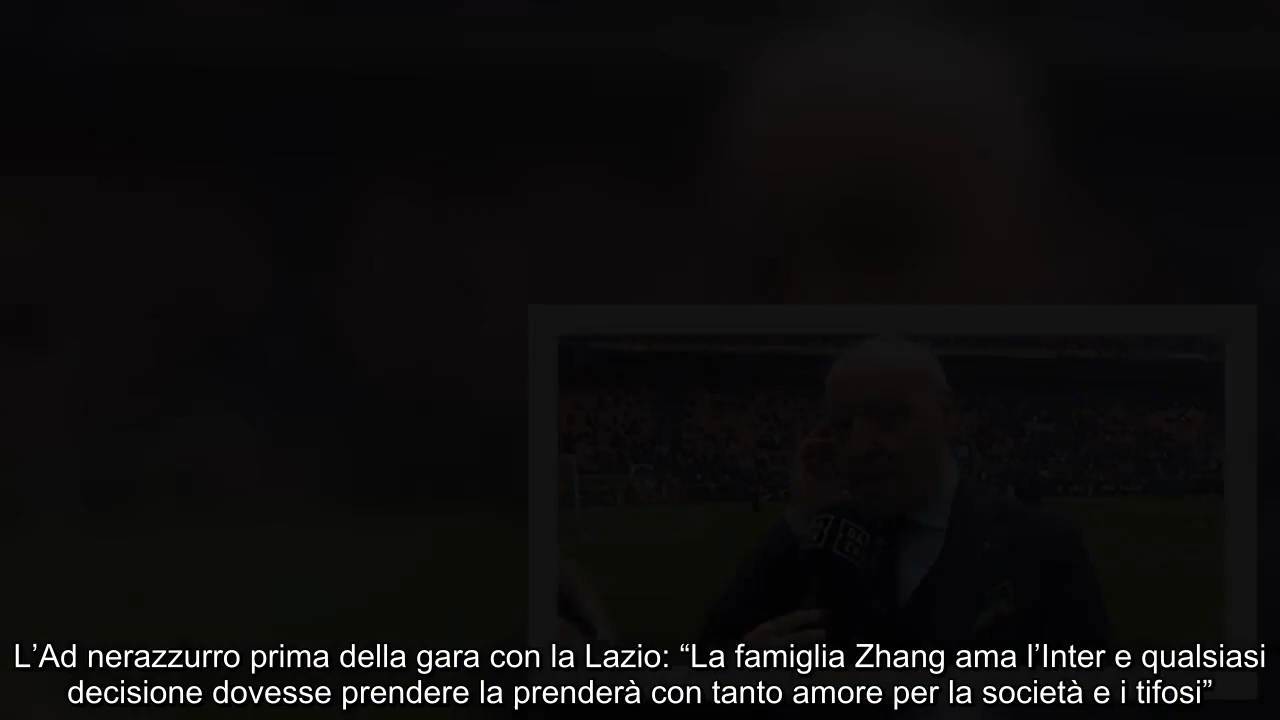 L’Ad nerazzurro prima della gara con la Lazio: “La famiglia Zhang ama l’Inter e qualsiasi
decisione dovesse prendere la prenderà con tanto amore per la società e i tifosi”